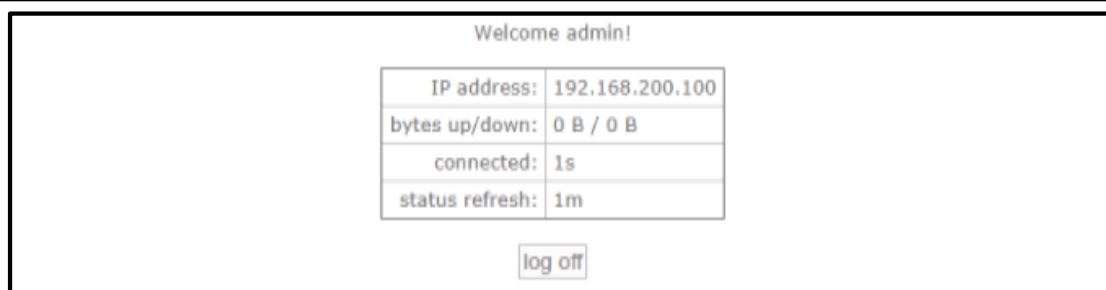 Welcome admin!
IP address: 192.168.200.100
bytes up/down: 0 B / 0 B
connected: 1s
status refresh: 1m
log off